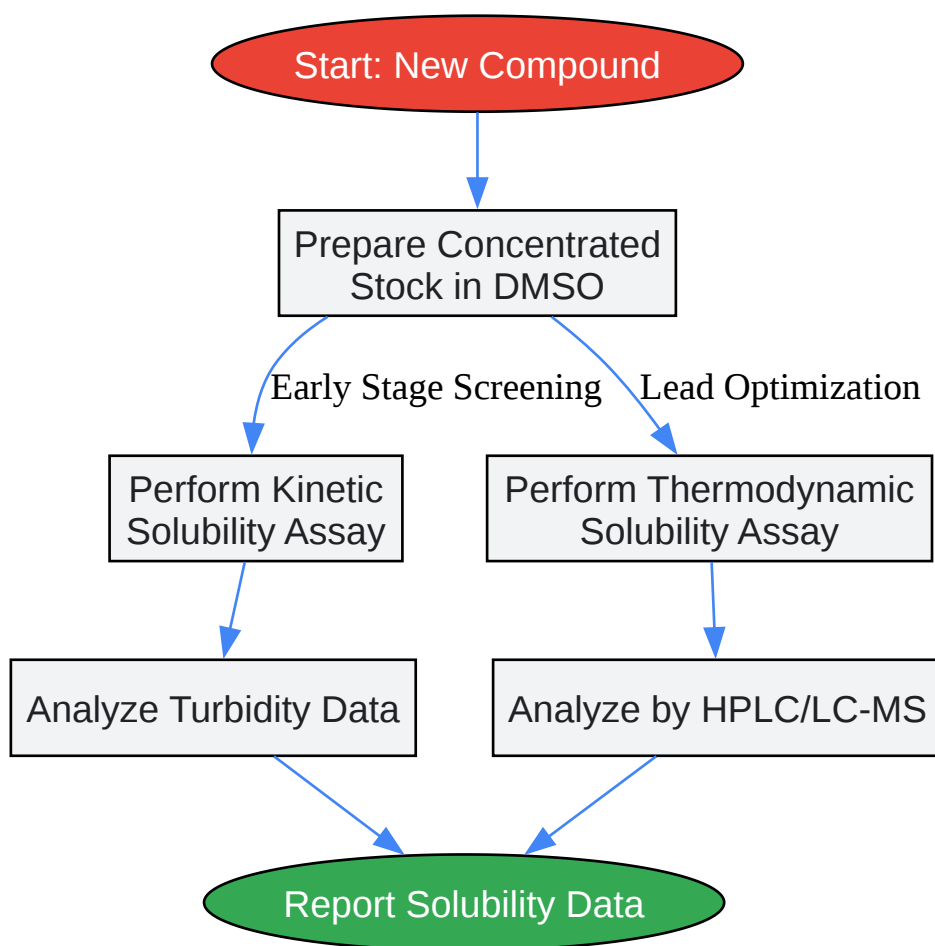 Start: New Compound
Prepare Concentrated
Stock in DMSO
Early Stage Screening
Lead Optimization
Perform Kinetic
Solubility Assay
Perform Thermodynamic
Solubility Assay
Analyze Turbidity Data
Analyze by HPLC/LC-MS
Report Solubility Data